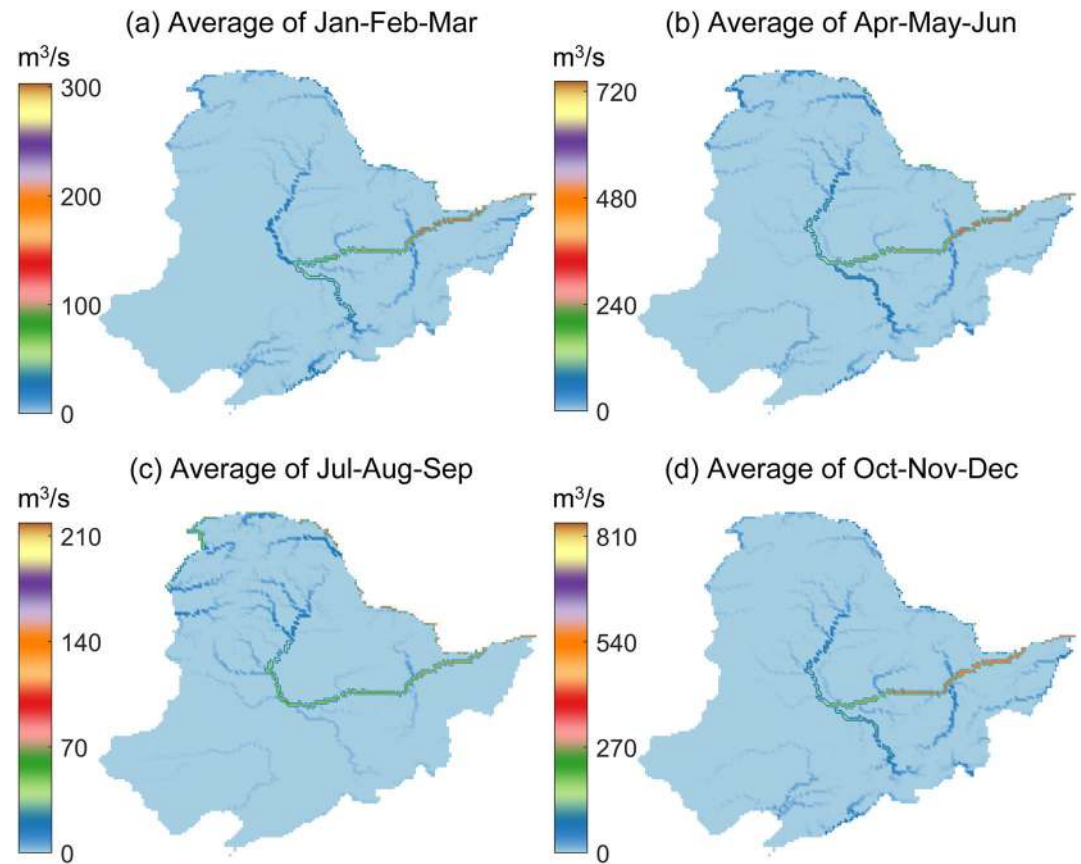 (a) Average of Jan-Feb-Mar
m³/s
300
200
100
0
(b) Average of Apr-May-Jun
m³/s
720
480
240
0
(c) Average of Jul-Aug-Sep
m³/s
210
140
70
0
(d) Average of Oct-Nov-Dec
m³/s
810
540
270
0